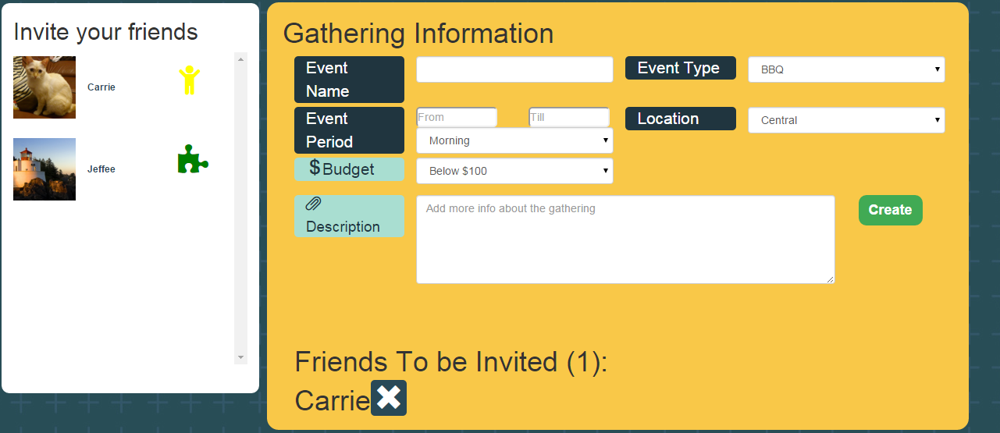 Invite your friends
Carrie
Jeffee
Gathering Information
Event
Name
Event Type
BBQ
Event
Period
From
Till
Morning
Location
Central
$Budget
Below $100
Description
Add more info about the gathering
Create
Friends To be Invited (1):
Carrie